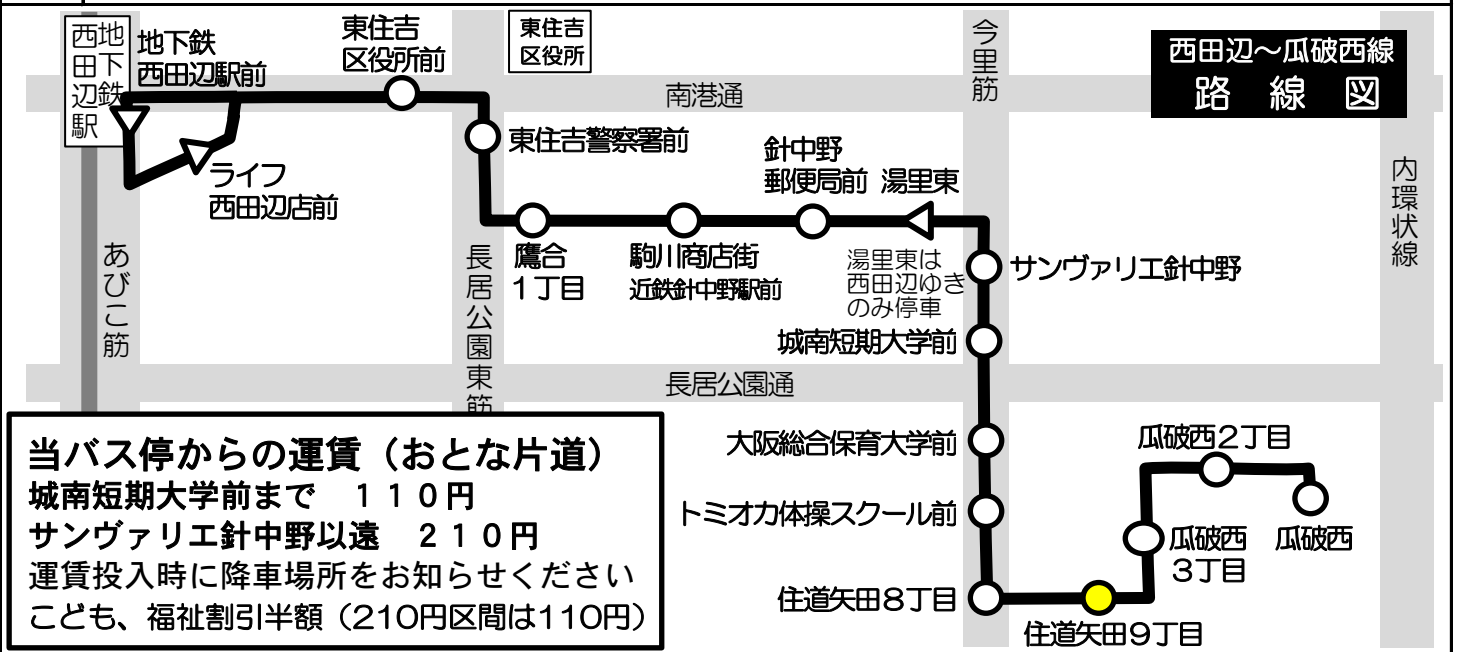 西田辺～瓜破西線
路線図
地下鉄
西田辺駅
地下鉄
西田辺駅前
東住吉
区役所前
東住吉
区役所
今里筋
南港通
東住吉警察署前
針中野
郵便局前
湯里東
内環状線
ライフ
西田辺店前
あびこ筋
長居公園東筋
鷹合
1丁目
駒川商店街
近鉄針中野駅前
湯里東は
西田辺ゆき
のみ停車
サンヴァリエ針中野
城南短期大学前
長居公園通
大阪総合保育大学前
瓜破西2丁目
トミオカ体操スクール前
瓜破西
3丁目
瓜破西
住道矢田8丁目
住道矢田9丁目
当バス停からの運賃（おとな片道）
城南短期大学前まで　１１０円
サンヴァリエ針中野以遠　２１０円
運賃投入時に降車場所をお知らせください
こども、福祉割引半額（210円区間は110円）